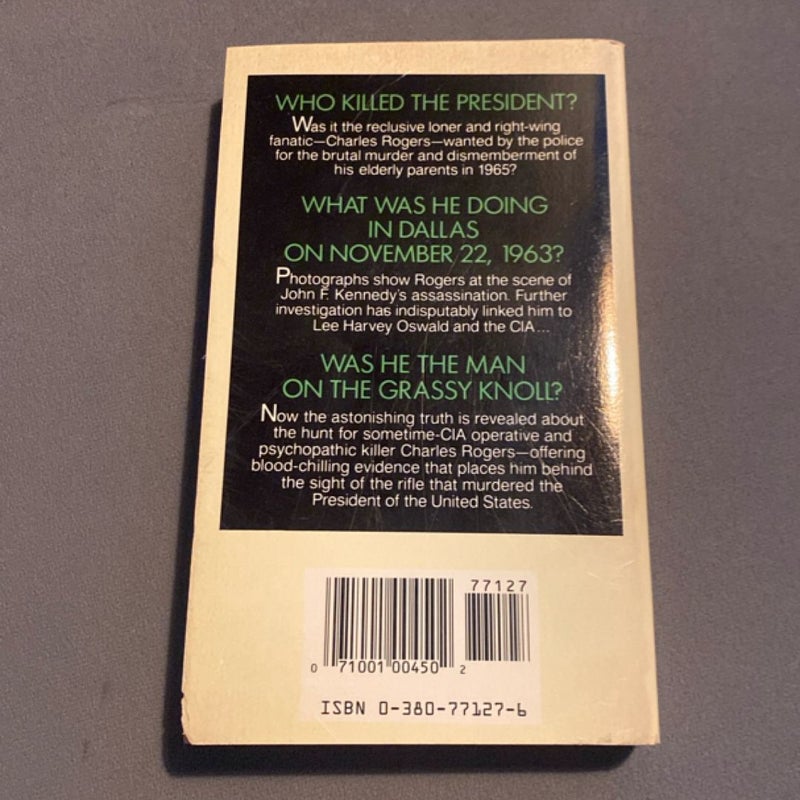 WHO KILLED THE PRESIDENT?
Was it the reclusive loner and right-wing
fanatic—Charles Rogers—wanted by the police
for the brutal murder and dismemberment of
his elderly parents in 1965?
WHAT WAS HE DOING
IN DALLAS
ON NOVEMBER 22, 1963?
Photographs show Rogers at the scene of
John F. Kennedy's assassination. Further
investigation has indisputably linked him to
Lee Harvey Oswald and the CIA...
WAS HE THE MAN
ON THE GRASSY KNOLL?
Now the astonishing truth is revealed about
the hunt for sometime-CIA operative and
psychopathic killer Charles Rogers—offering
blood-chilling evidence that places him behind
the sight of the rifle that murdered the
President of the United States.
77127
0 71001 00450 2
ISBN 0-380-77127-6